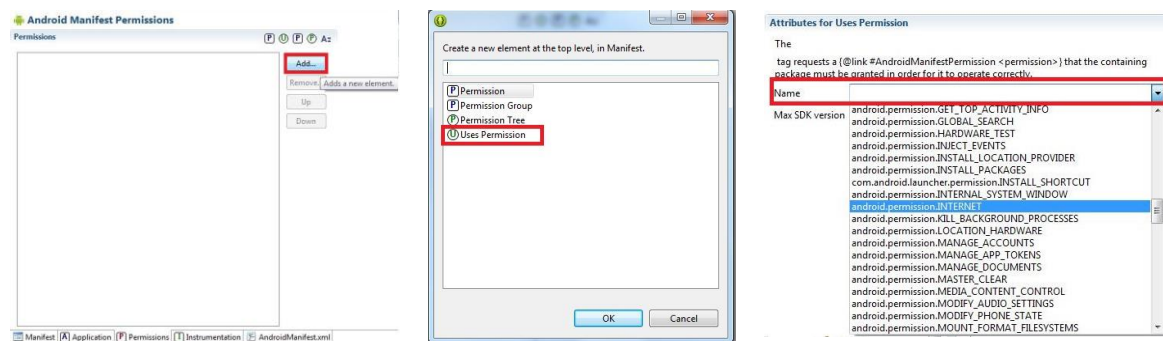 Android Manifest Permissions
Permissions
P U P P Az
Add...
Remove...
Adds a new element.
Up
Down
Manifest A Application P Permissions I Instrumentation AndroidManifest.xml
Create a new element at the top level, in Manifest.
P Permission
P Permission Group
P Permission Tree
U Uses Permission
OK Cancel
Attributes for Uses Permission
The
tag requests a {@link #AndroidManifestPermission <permission>} that the containing
package must be granted in order for it to operate correctly.
Name
Max SDK version
android.permission.GET_TOP_ACTIVITY_INFO
android.permission.GLOBAL_SEARCH
android.permission.HARDWARE_TEST
android.permission.INJECT_EVENTS
android.permission.INSTALL_LOCATION_PROVIDER
android.permission.INSTALL_PACKAGES
com.android.launcher.permission.INSTALL_SHORTCUT
android.permission.INTERNAL_SYSTEM_WINDOW
android.permission.INTERNET
android.permission.KILL_BACKGROUND_PROCESSES
android.permission.LOCATION_HARDWARE
android.permission.MANAGE_ACCOUNTS
android.permission.MANAGE_APP_TOKENS
android.permission.MANAGE_DOCUMENTS
android.permission.MASTER_CLEAR
android.permission.MEDIA_CONTENT_CONTROL
android.permission.MODIFY_AUDIO_SETTINGS
android.permission.MODIFY_PHONE_STATE
android.permission.MOUNT_FORMAT_FILESYSTEMS